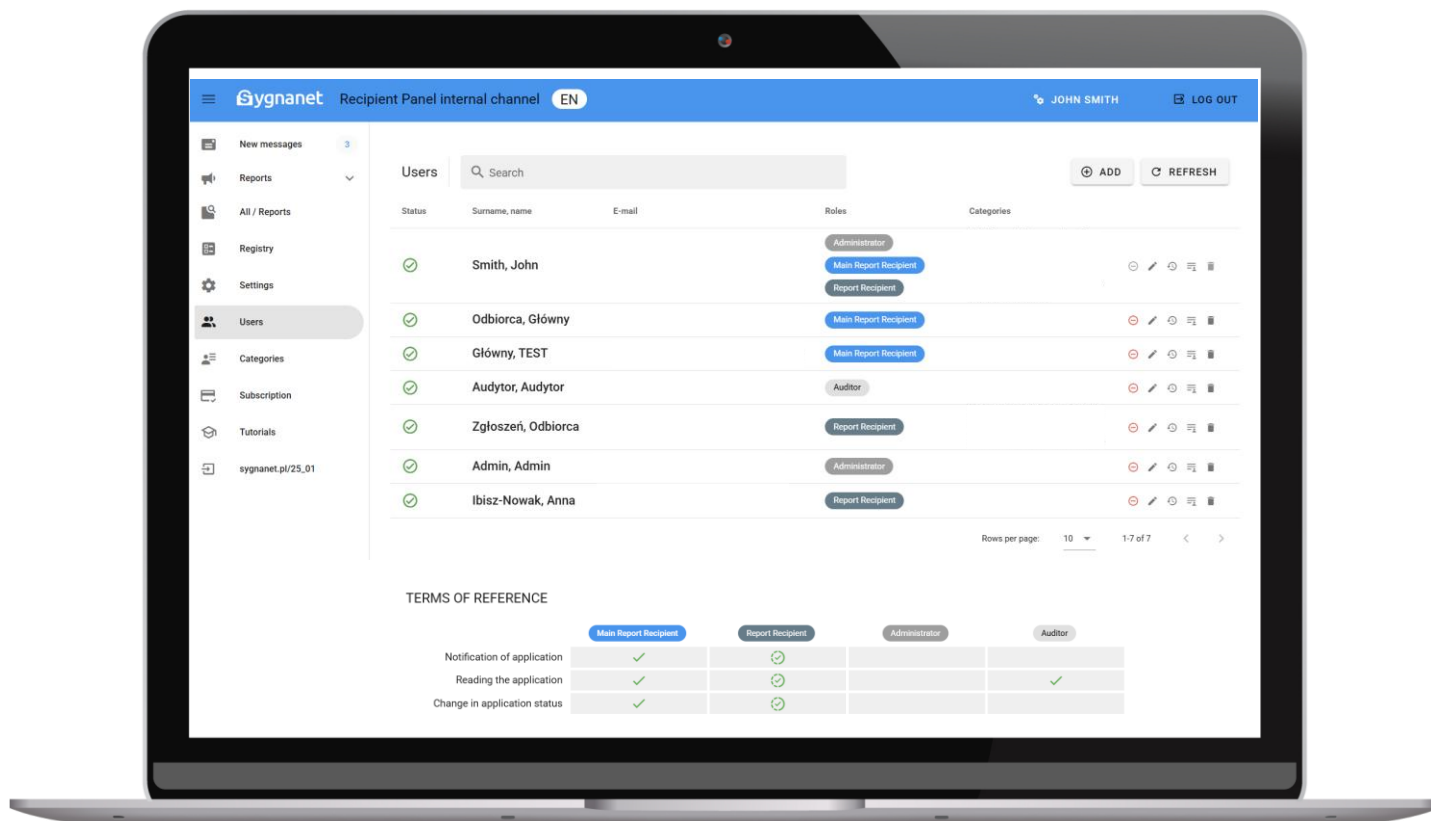 Sygnanet Recipient Panel internal channel EN JOHN SMITH LOG OUT
New messages 3
Reports
All / Reports
Registry
Settings
Users
Categories
Subscription
Tutorials
sygnanet.pl/25_01
Users Search ADD REFRESH
Status Surname, name E-mail Roles Categories
Administrator
Smith, John Main Report Recipient
Report Recipient
Odbiorca, Główny Main Report Recipient
Główny, TEST Main Report Recipient
Audytor, Audytor Auditor
Zgłoszeń, Odbiorca Report Recipient
Admin, Admin Administrator
Ibisz-Nowak, Anna Report Recipient
Rows per page: 10 1-7 of 7
TERMS OF REFERENCE
Main Report Recipient Report Recipient Administrator Auditor
Notification of application
Reading the application
Change in application status